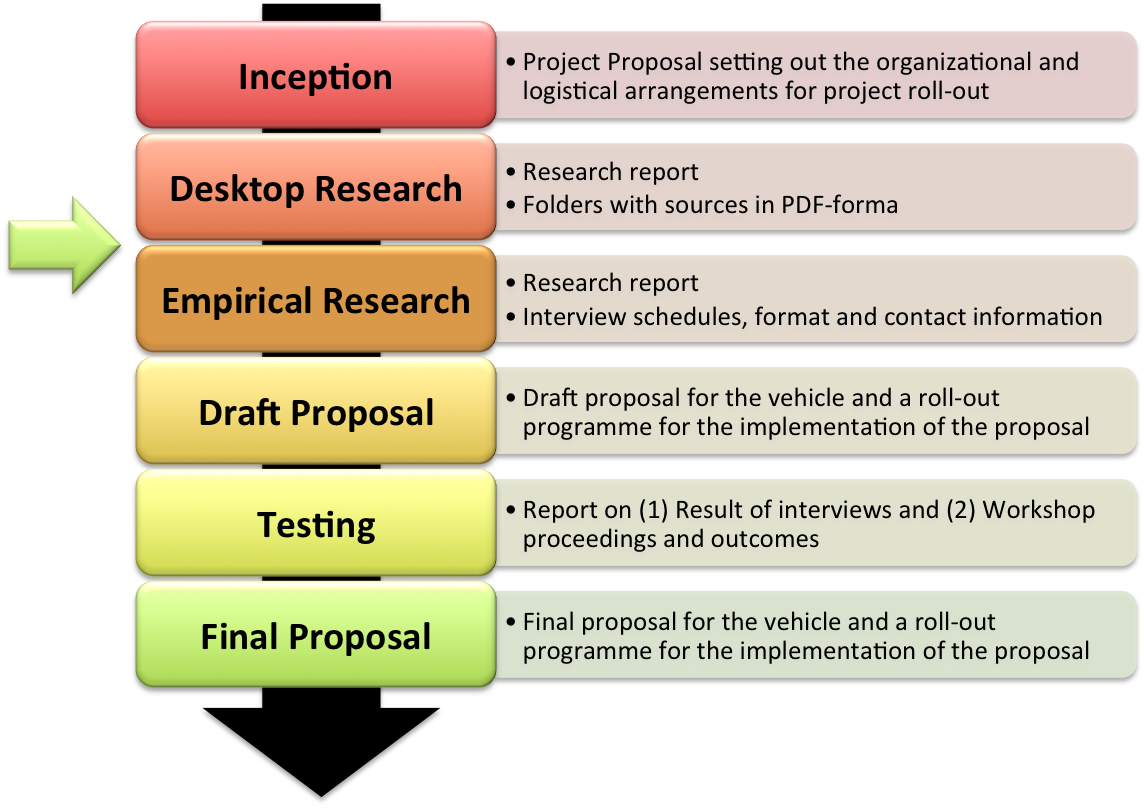 Inception
• Project Proposal setting out the organizational and
logistical arrangements for project roll-out
Desktop Research
• Research report
• Folders with sources in PDF-forma
Empirical Research
• Research report
• Interview schedules, format and contact information
Draft Proposal
• Draft proposal for the vehicle and a roll-out
programme for the implementation of the proposal
Testing
• Report on (1) Result of interviews and (2) Workshop
proceedings and outcomes
Final Proposal
• Final proposal for the vehicle and a roll-out
programme for the implementation of the proposal